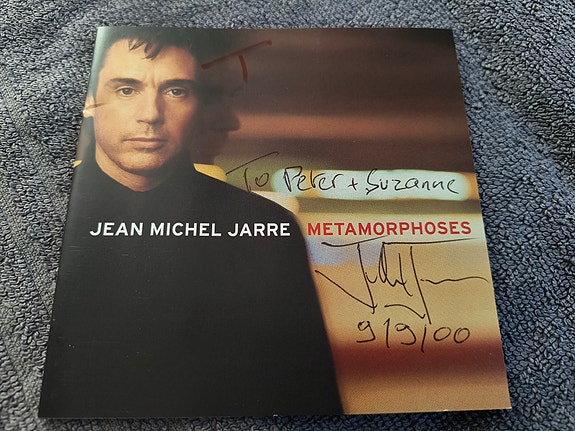 To Peter + Suzanne
JEAN MICHEL JARRE METAMORPHOSES
9/9/00